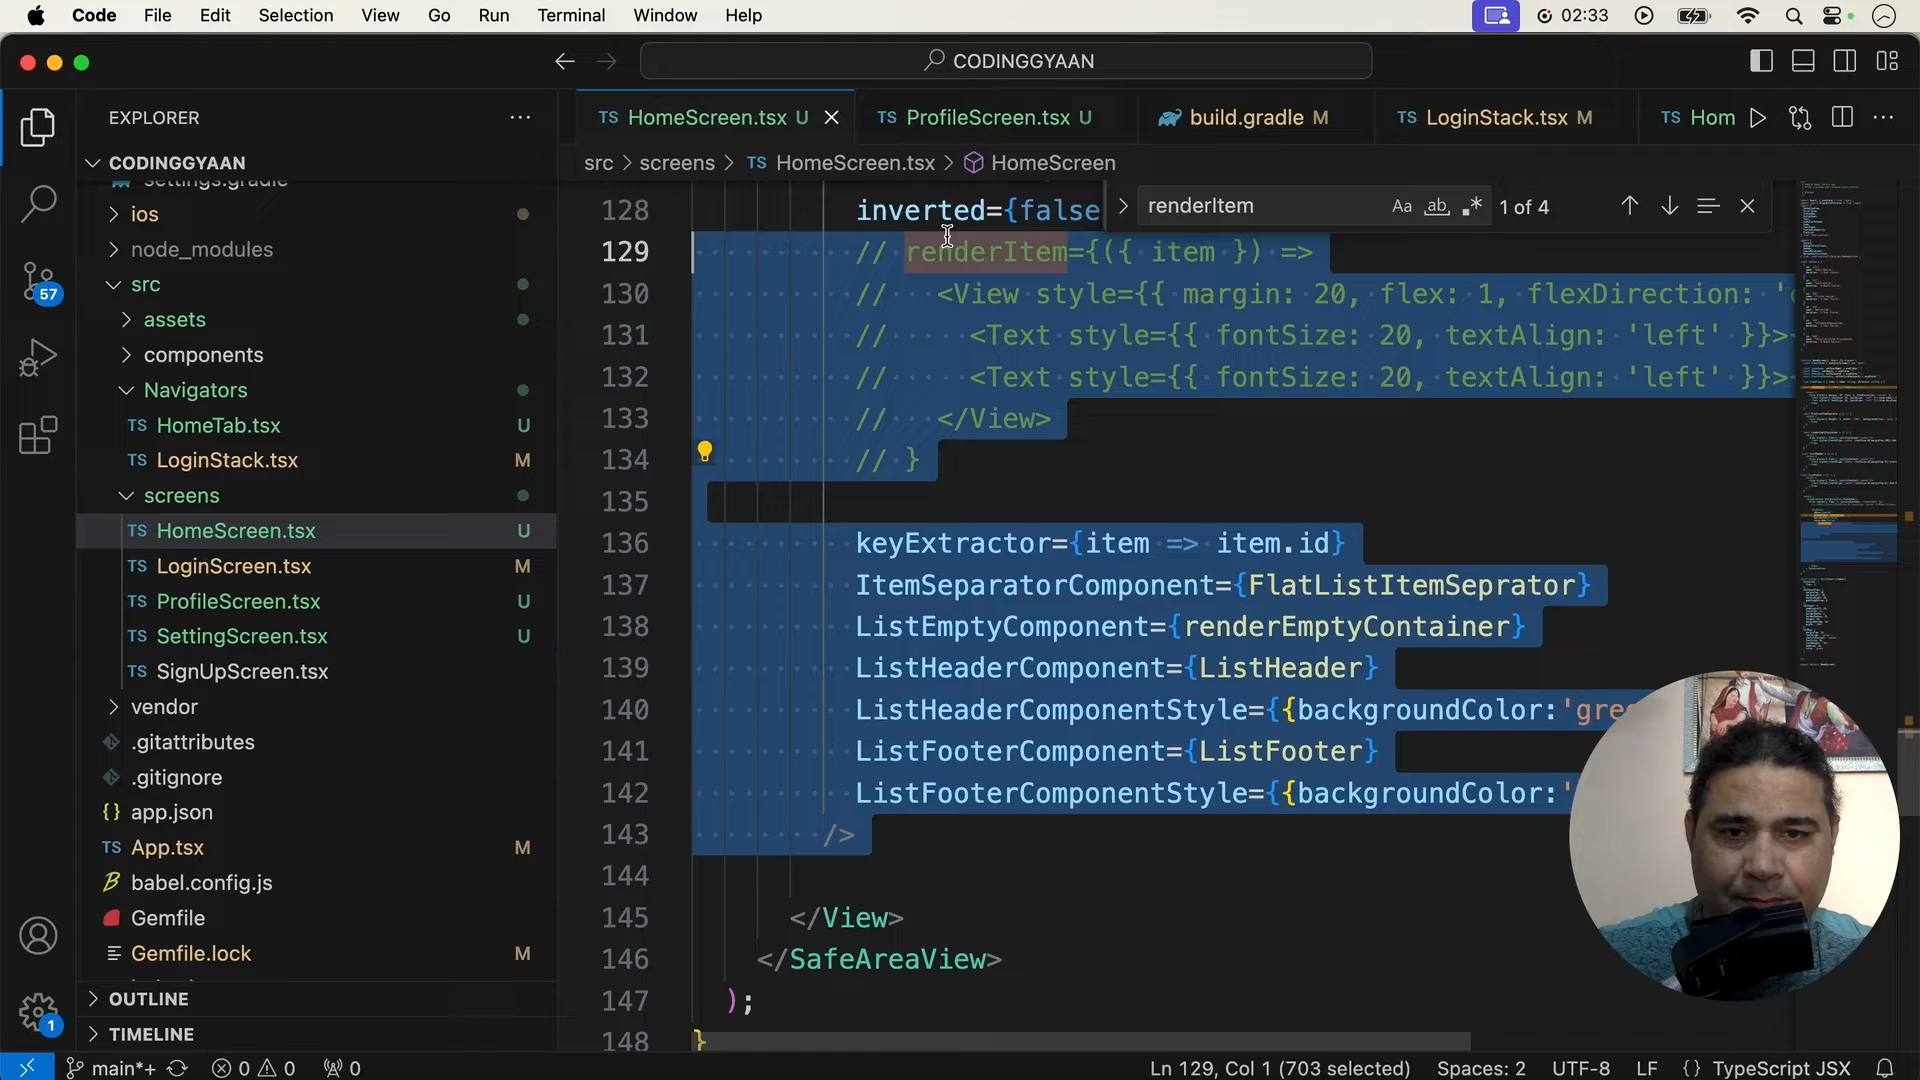 Code File Edit Selection View Go Run Terminal Window Help 02:33
CODINGGYAAN
EXPLORER
TS HomeScreen.tsx U TS ProfileScreen.tsx U build.gradle M TS LoginStack.tsx M TS Hom
src > screens > TS HomeScreen.tsx > HomeScreen
renderItem Aa ab 1 of 4
CODINGGYAAN
settings.gradle
ios
node_modules
src
assets
components
Navigators
TS HomeTab.tsx U
TS LoginStack.tsx M
screens
TS HomeScreen.tsx U
TS LoginScreen.tsx M
TS ProfileScreen.tsx U
TS SettingScreen.tsx U
TS SignUpScreen.tsx
vendor
.gitattributes
.gitignore
{} app.json
TS App.tsx M
babel.config.js
Gemfile
Gemfile.lock M
OUTLINE
TIMELINE
57
1
128 inverted={false
129 // renderItem={({ item }) =>
130 // <View style={{ margin: 20, flex: 1, flexDirection: '
131 // <Text style={{ fontSize: 20, textAlign: 'left' }}>
132 // <Text style={{ fontSize: 20, textAlign: 'left' }}>
133 // </View>
134 // }
135
136 keyExtractor={item => item.id}
137 ItemSeparatorComponent={FlatListItemSeprator}
138 ListEmptyComponent={renderEmptyContainer}
139 ListHeaderComponent={ListHeader}
140 ListHeaderComponentStyle={{backgroundColor:'gree
141 ListFooterComponent={ListFooter}
142 ListFooterComponentStyle={{backgroundColor:'
143 />
144
145 </View>
146 </SafeAreaView>
147 );
148 }
main*+ 0 0 0 Ln 129, Col 1 (703 selected) Spaces: 2 UTF-8 LF {} TypeScript JSX